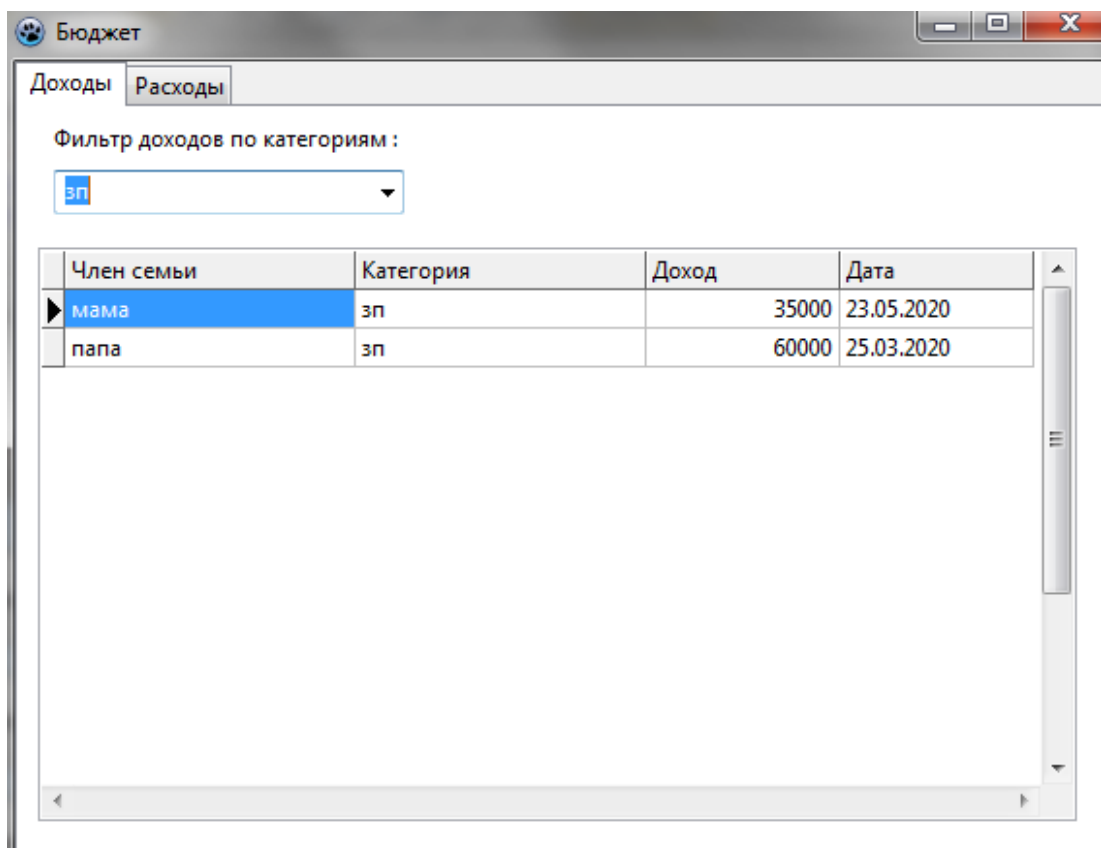 Бюджет
Доходы Расходы
Фильтр доходов по категориям :
зп
Член семьи Категория Доход Дата
мама зп 35000 23.05.2020
папа зп 60000 25.03.2020